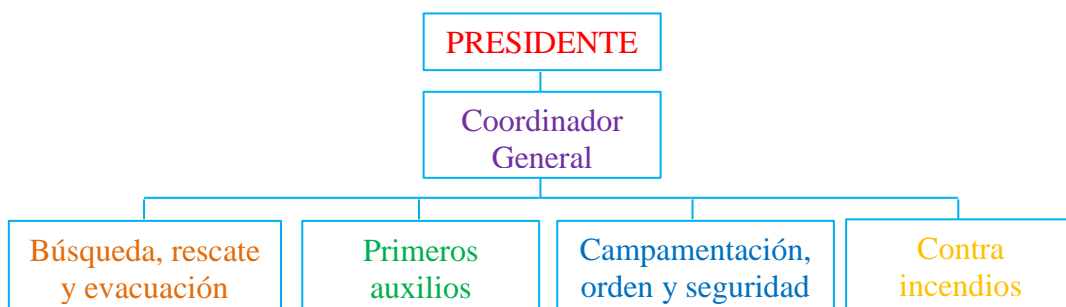 PRESIDENTE
Coordinador
General
Búsqueda, rescate
y evacuación
Primeros
auxilios
Campamentación,
orden y seguridad
Contra
incendios